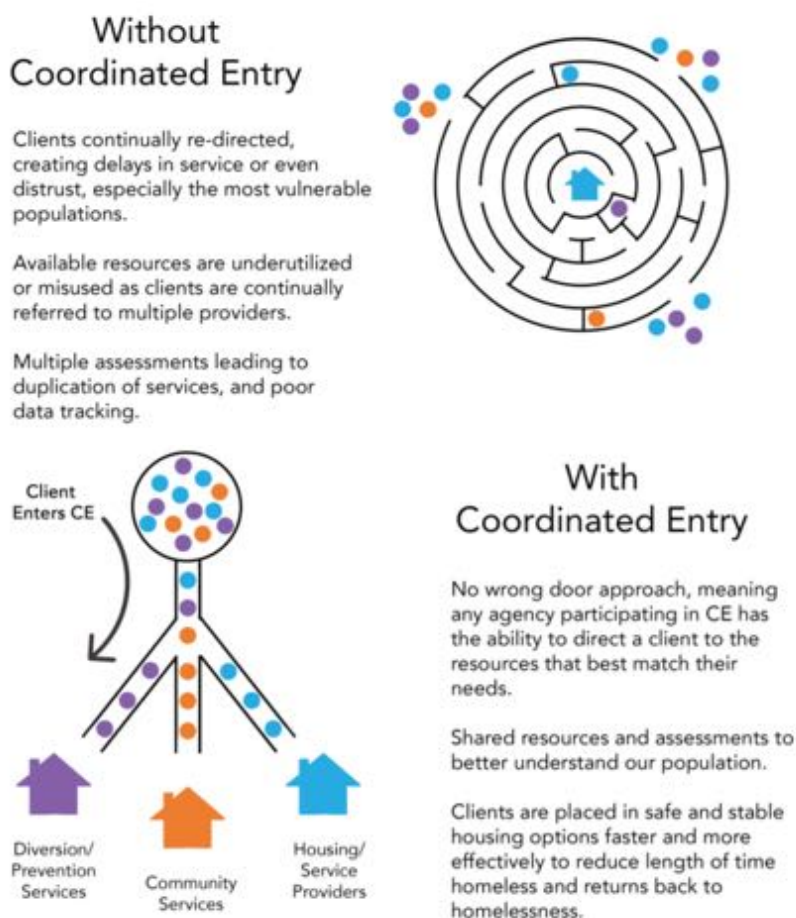 Without
Coordinated Entry
Clients continually re-directed,
creating delays in service or even
distrust, especially the most vulnerable
populations.
Available resources are underutilized
or misused as clients are continually
referred to multiple providers.
Multiple assessments leading to
duplication of services, and poor
data tracking.
Client
Enters CE
Diversion/
Prevention
Services
Community
Services
Housing/
Service
Providers
With
Coordinated Entry
No wrong door approach, meaning
any agency participating in CE has
the ability to direct a client to the
resources that best match their
needs.
Shared resources and assessments to
better understand our population.
Clients are placed in safe and stable
housing options faster and more
effectively to reduce length of time
homeless and returns back to
homelessness.